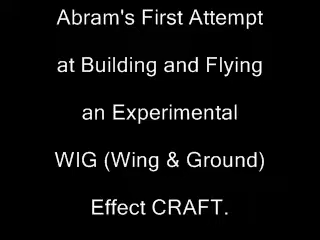 Abram's First Attempt
at Building and Flying
an Experimental
WIG (Wing & Ground)
Effect CRAFT.